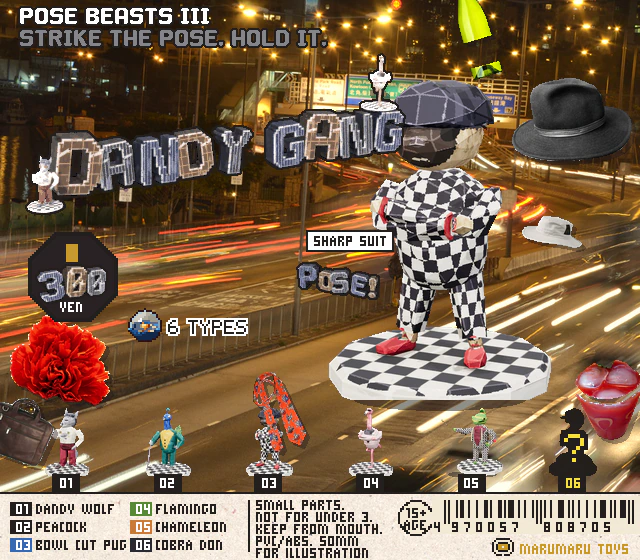 POSE BEASTS III
STRIKE THE POSE. HOLD IT.
DANDY GANG
SHARP SUIT
POSE!
300
YEN
6 TYPES
01
02
03
04
05
?
06
01 DANDY WOLF
02 PEACOCK
03 BOWL CUT PUG
04 FLAMINGO
05 CHAMELEON
06 COBRA DON
SMALL PARTS.
NOT FOR UNDER 3.
KEEP FROM MOUTH.
PVC/ABS. 50MM
FOR ILLUSTRATION
15+
AGE
4 970057 808705
MARUMARU TOYS